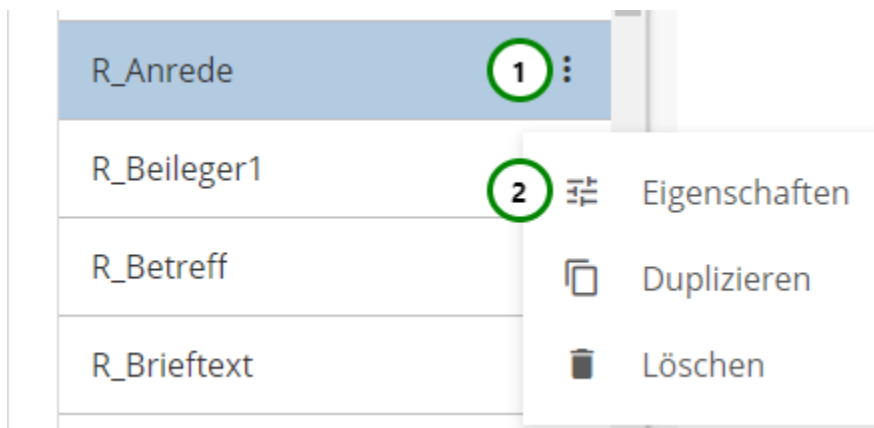 R_Anrede
1
R_Beileger1
2
Eigenschaften
R_Betreff
Duplizieren
R_Brieftext
Löschen